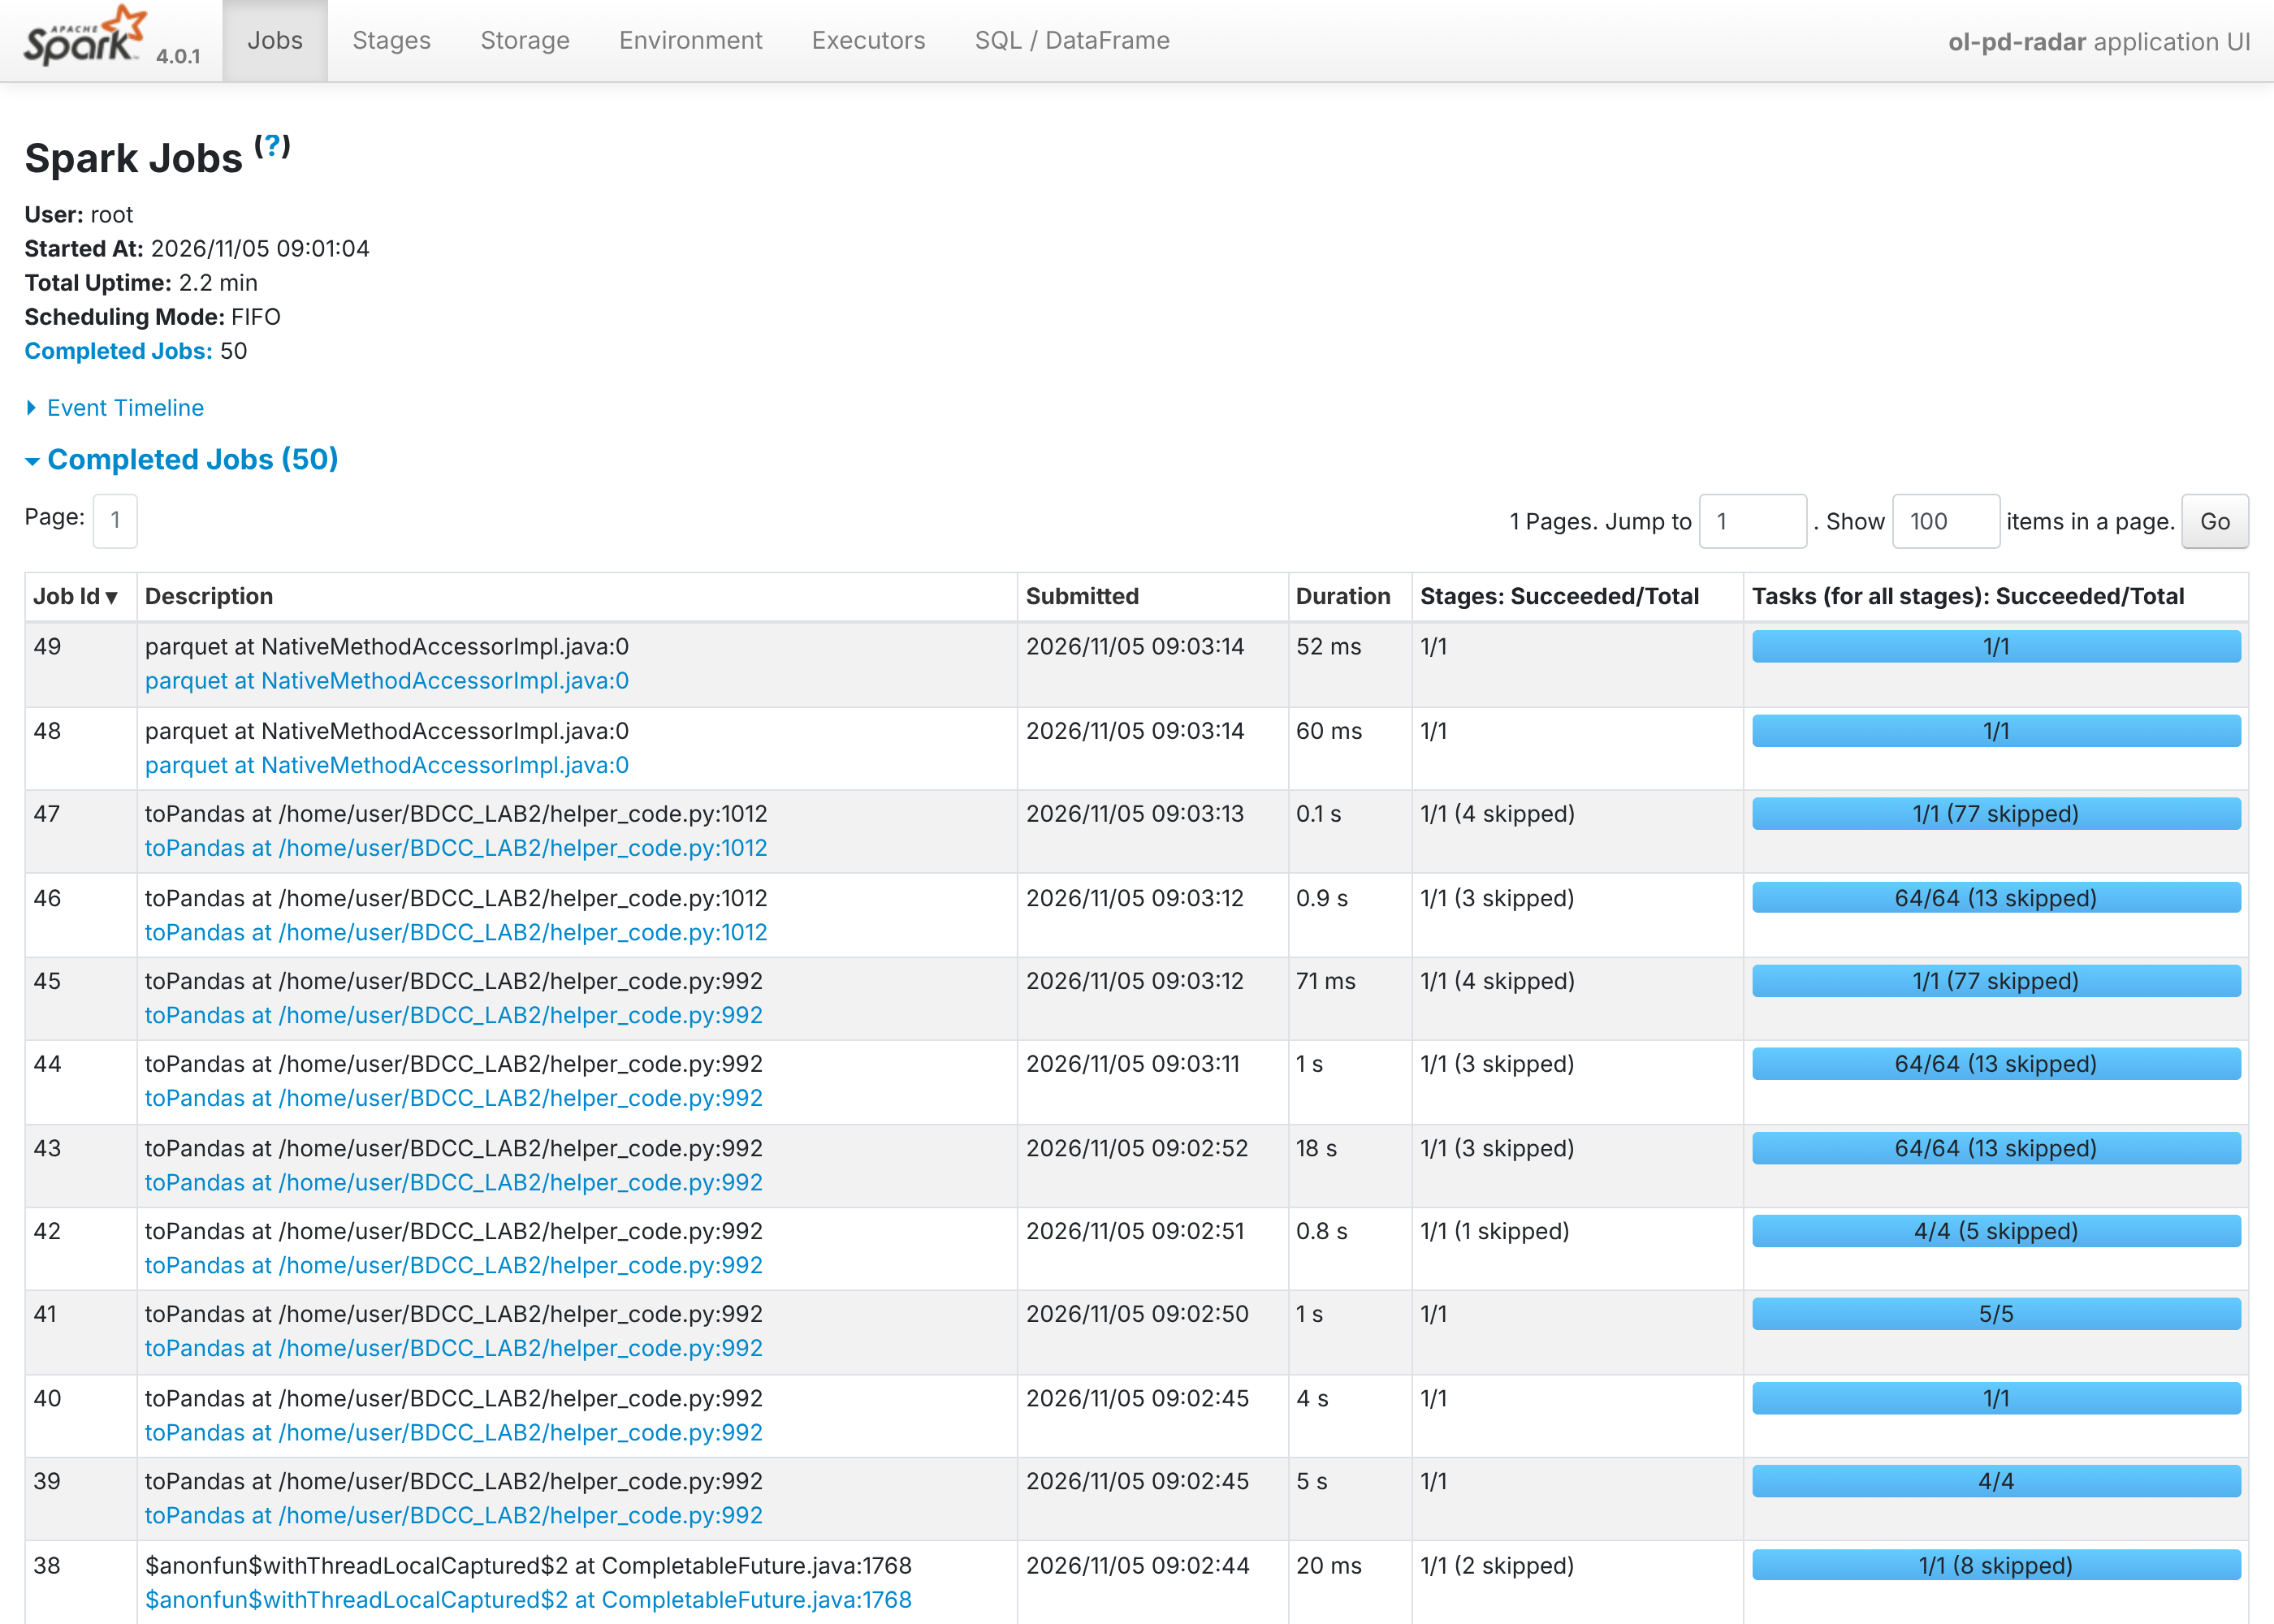 APACHE
Spark 4.0.1 Jobs Stages Storage Environment Executors SQL / DataFrame ol-pd-radar application UI
Spark Jobs (?)
User: root
Started At: 2026/11/05 09:01:04
Total Uptime: 2.2 min
Scheduling Mode: FIFO
Completed Jobs: 50
Event Timeline
Completed Jobs (50)
Page: 1 1 Pages. Jump to 1 . Show 100 items in a page. Go
Job Id ▾ Description Submitted Duration Stages: Succeeded/Total Tasks (for all stages): Succeeded/Total
49 parquet at NativeMethodAccessorImpl.java:0 2026/11/05 09:03:14 52 ms 1/1 1/1
parquet at NativeMethodAccessorImpl.java:0
48 parquet at NativeMethodAccessorImpl.java:0 2026/11/05 09:03:14 60 ms 1/1 1/1
parquet at NativeMethodAccessorImpl.java:0
47 toPandas at /home/user/BDCC_LAB2/helper_code.py:1012 2026/11/05 09:03:13 0.1 s 1/1 (4 skipped) 1/1 (77 skipped)
toPandas at /home/user/BDCC_LAB2/helper_code.py:1012
46 toPandas at /home/user/BDCC_LAB2/helper_code.py:1012 2026/11/05 09:03:12 0.9 s 1/1 (3 skipped) 64/64 (13 skipped)
toPandas at /home/user/BDCC_LAB2/helper_code.py:1012
45 toPandas at /home/user/BDCC_LAB2/helper_code.py:992 2026/11/05 09:03:12 71 ms 1/1 (4 skipped) 1/1 (77 skipped)
toPandas at /home/user/BDCC_LAB2/helper_code.py:992
44 toPandas at /home/user/BDCC_LAB2/helper_code.py:992 2026/11/05 09:03:11 1 s 1/1 (3 skipped) 64/64 (13 skipped)
toPandas at /home/user/BDCC_LAB2/helper_code.py:992
43 toPandas at /home/user/BDCC_LAB2/helper_code.py:992 2026/11/05 09:02:52 18 s 1/1 (3 skipped) 64/64 (13 skipped)
toPandas at /home/user/BDCC_LAB2/helper_code.py:992
42 toPandas at /home/user/BDCC_LAB2/helper_code.py:992 2026/11/05 09:02:51 0.8 s 1/1 (1 skipped) 4/4 (5 skipped)
toPandas at /home/user/BDCC_LAB2/helper_code.py:992
41 toPandas at /home/user/BDCC_LAB2/helper_code.py:992 2026/11/05 09:02:50 1 s 1/1 5/5
toPandas at /home/user/BDCC_LAB2/helper_code.py:992
40 toPandas at /home/user/BDCC_LAB2/helper_code.py:992 2026/11/05 09:02:45 4 s 1/1 1/1
toPandas at /home/user/BDCC_LAB2/helper_code.py:992
39 toPandas at /home/user/BDCC_LAB2/helper_code.py:992 2026/11/05 09:02:45 5 s 1/1 4/4
toPandas at /home/user/BDCC_LAB2/helper_code.py:992
38 $anonfun$withThreadLocalCaptured$2 at CompletableFuture.java:1768 2026/11/05 09:02:44 20 ms 1/1 (2 skipped) 1/1 (8 skipped)
$anonfun$withThreadLocalCaptured$2 at CompletableFuture.java:1768